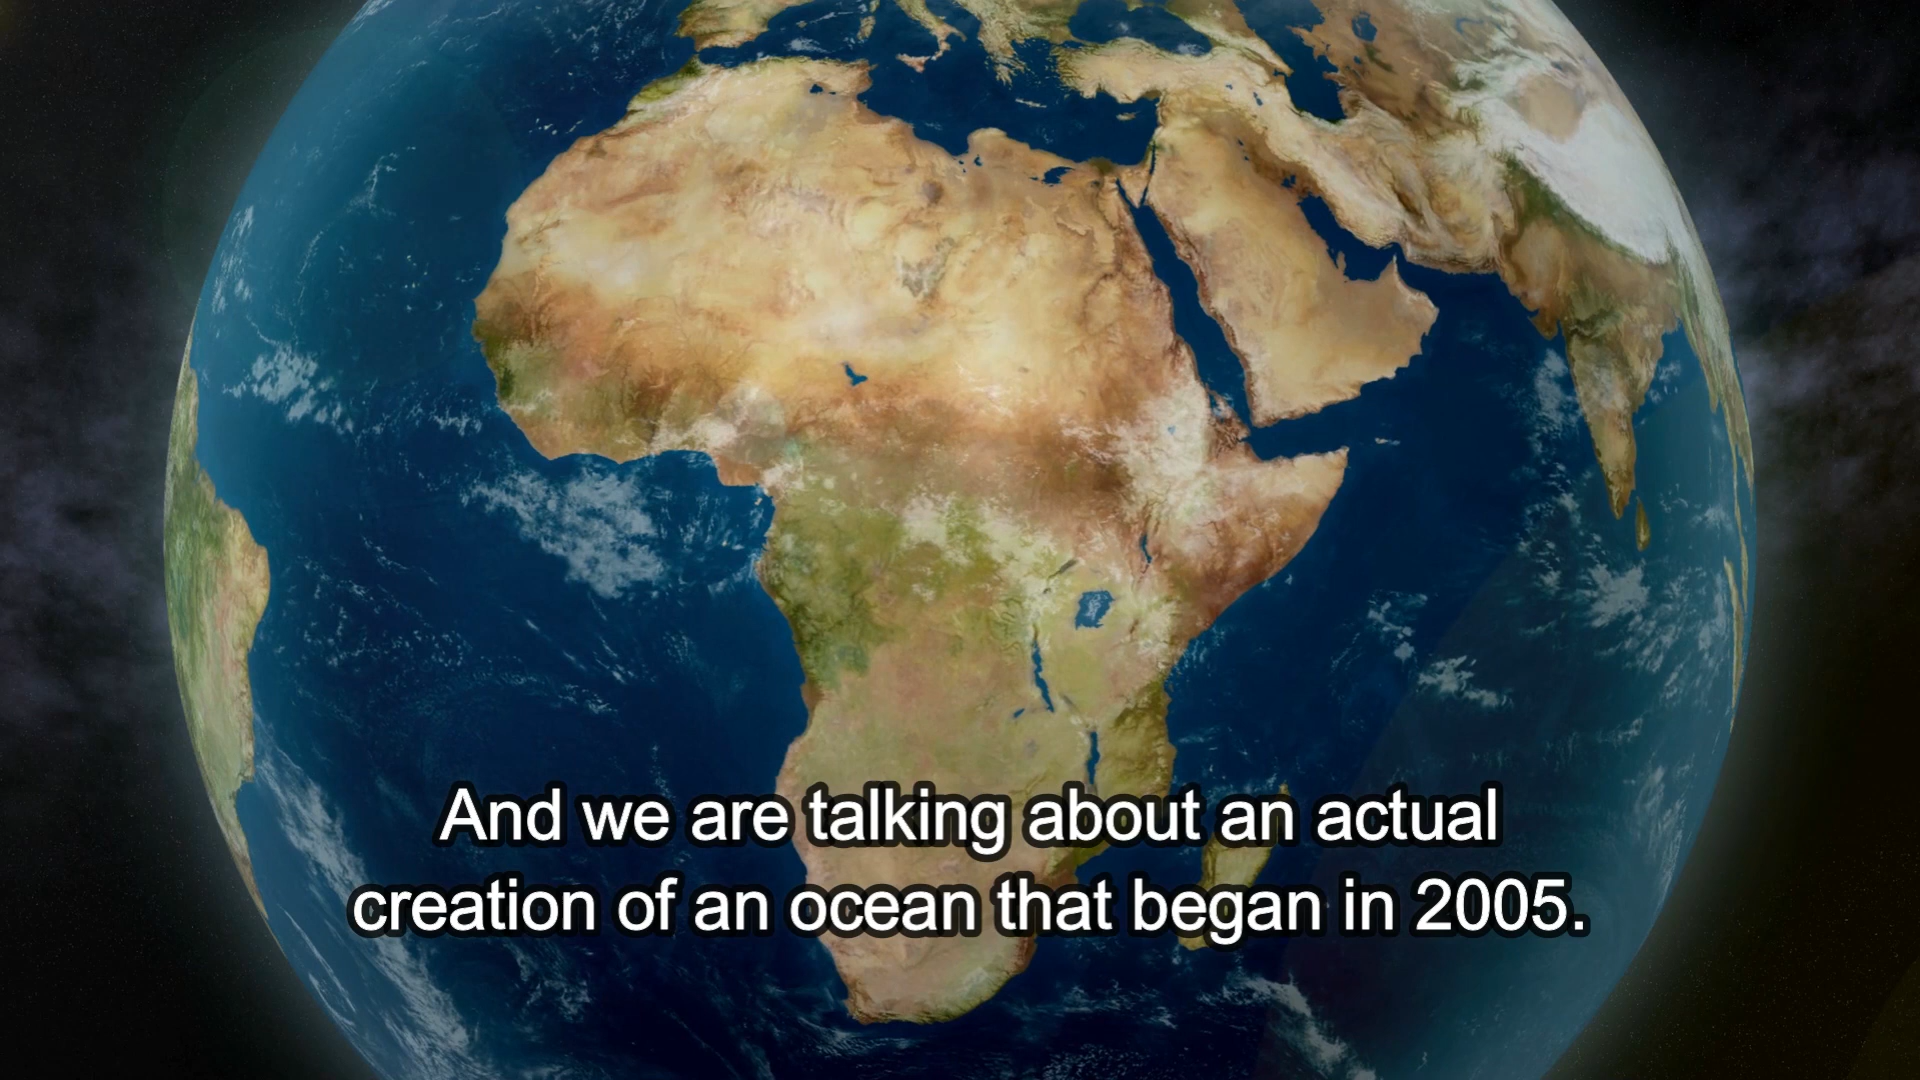 And we are talking about an actual
creation of an ocean that began in 2005.